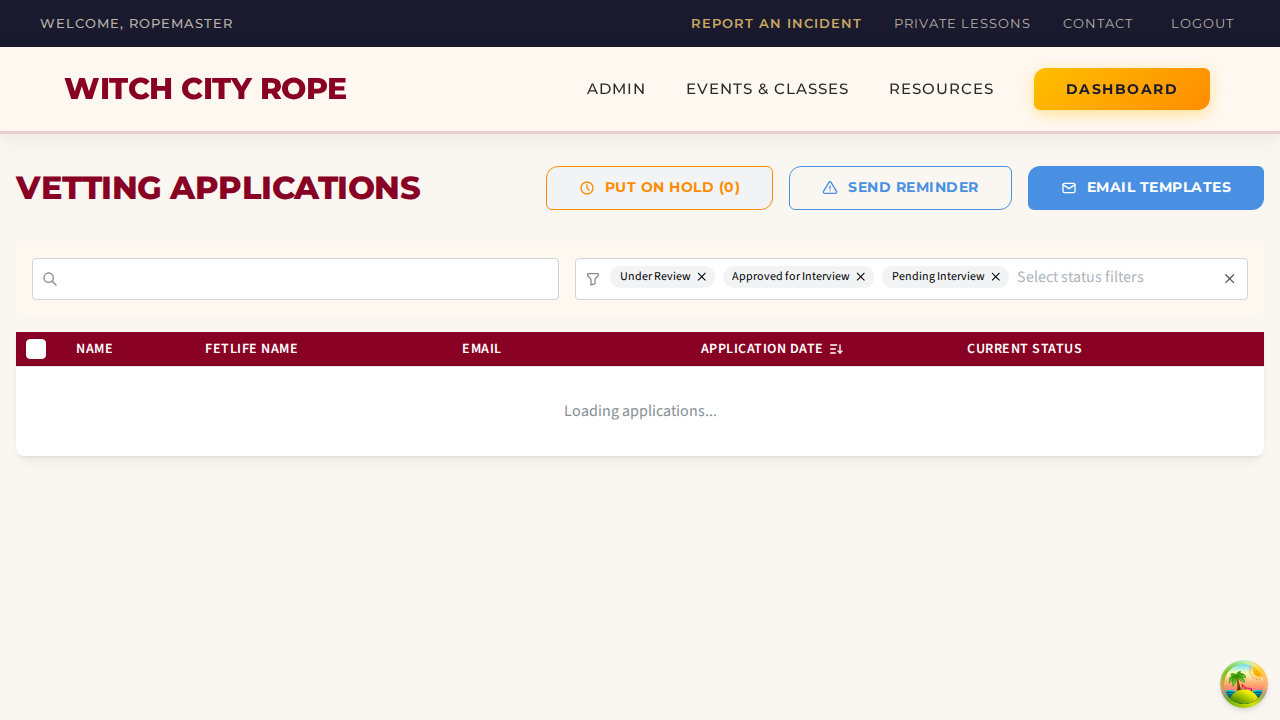 WELCOME, ROPEMASTER
REPORT AN INCIDENT PRIVATE LESSONS CONTACT LOGOUT
WITCH CITY ROPE
ADMIN EVENTS & CLASSES RESOURCES DASHBOARD
VETTING APPLICATIONS
PUT ON HOLD (0) SEND REMINDER EMAIL TEMPLATES
Under Review Approved for Interview Pending Interview Select status filters
NAME FETLIFE NAME EMAIL APPLICATION DATE CURRENT STATUS
Loading applications...